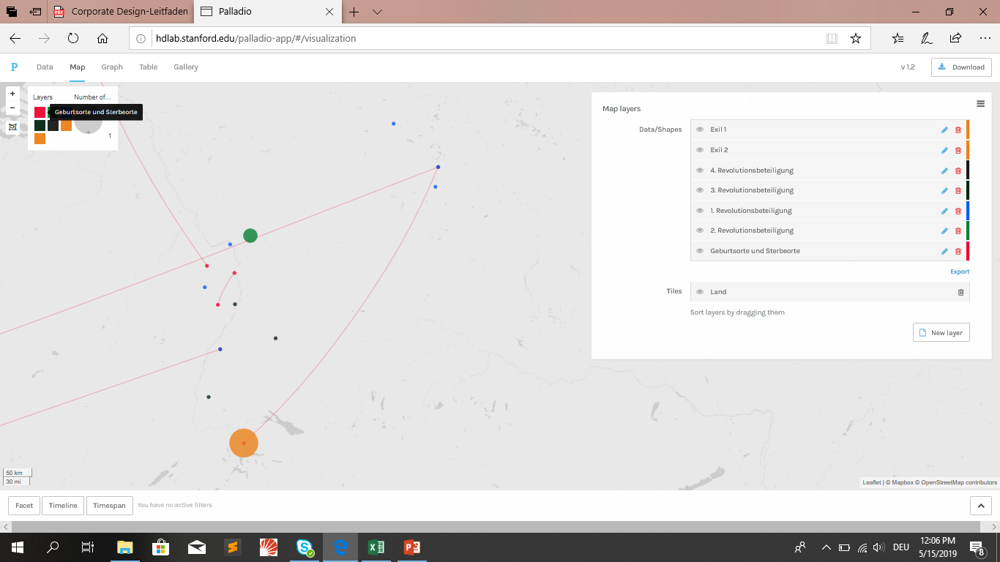 Corporate Design-Leitfaden
Palladio
hdlab.stanford.edu/palladio-app/#/visualization
P
Data
Map
Graph
Table
Gallery
v 1.2
Download
+
−
Layers
Number of...
Geburtsorte und Sterbeorte
1
Map layers
Data/Shapes
Exil 1
Exil 2
4. Revolutionsbeteiligung
3. Revolutionsbeteiligung
1. Revolutionsbeteiligung
2. Revolutionsbeteiligung
Geburtsorte und Sterbeorte
Export
Tiles
Land
Sort layers by dragging them
New layer
50 km
30 mi
Leaflet | © Mapbox © OpenStreetMap contributors
Facet
Timeline
Timespan
You have no active filters
DEU
12:06 PM
5/15/2019
8